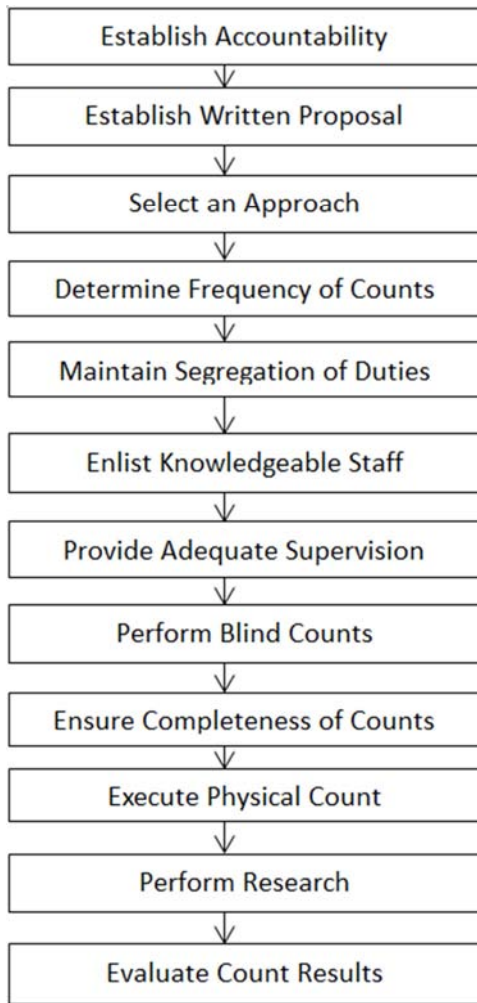 Establish Accountability
Establish Written Proposal
Select an Approach
Determine Frequency of Counts
Maintain Segregation of Duties
Enlist Knowledgeable Staff
Provide Adequate Supervision
Perform Blind Counts
Ensure Completeness of Counts
Execute Physical Count
Perform Research
Evaluate Count Results